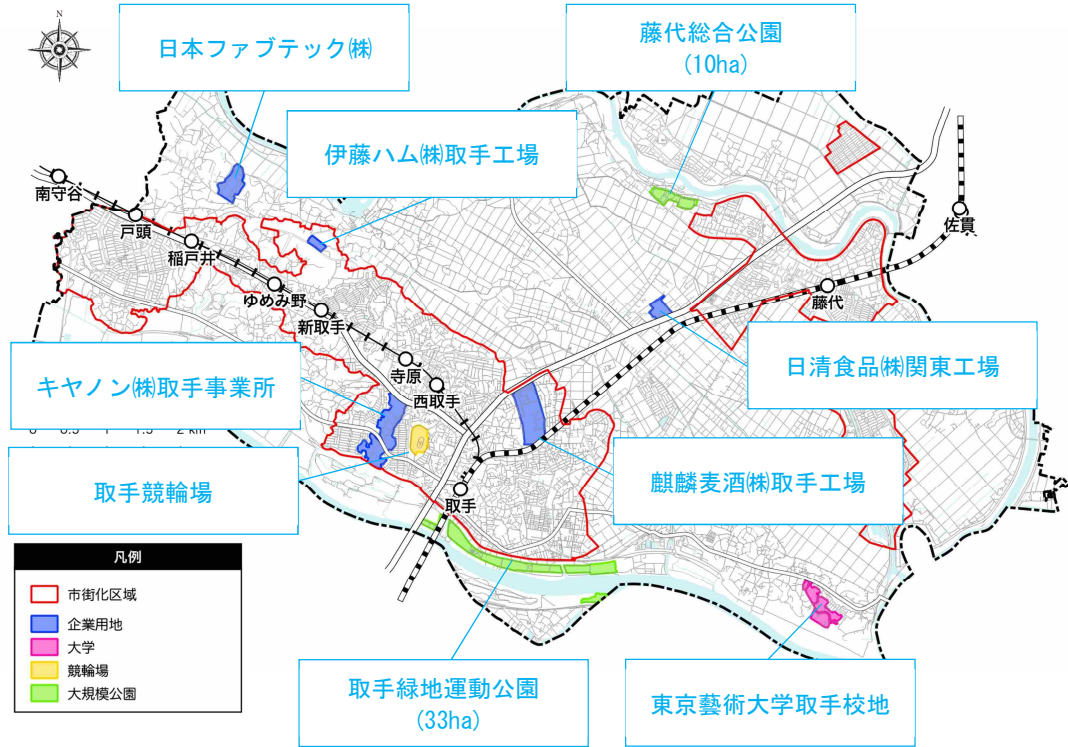 日本ファブテック㈱
藤代総合公園
(10ha)
伊藤ハム㈱取手工場
南守谷
戸頭
稲戸井
ゆめみ野
新取手
寺原
西取手
取手
藤代
佐貫
キヤノン㈱取手事業所
日清食品㈱関東工場
2 km
取手競輪場
麒麟麦酒㈱取手工場
凡例
市街化区域
企業用地
大学
競輪場
大規模公園
取手緑地運動公園
(33ha)
東京藝術大学取手校地